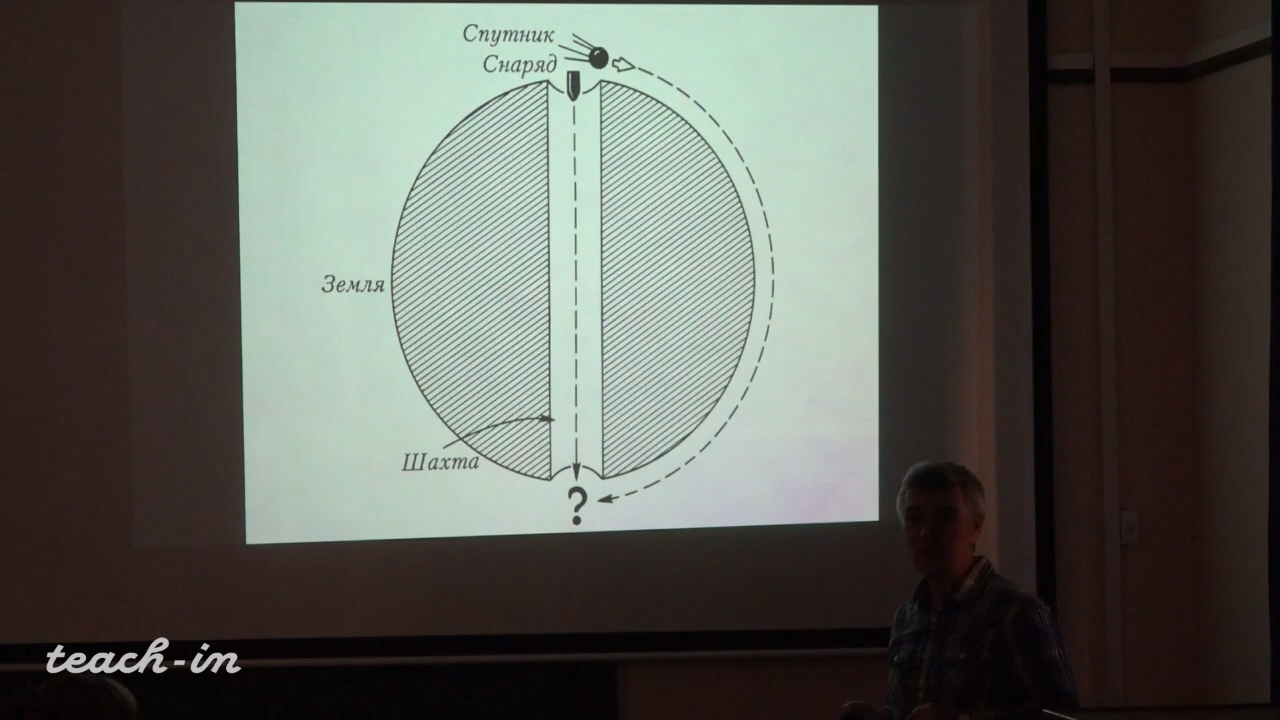 Спутник
Снаряд
Земля
Шахта
?
teach-in